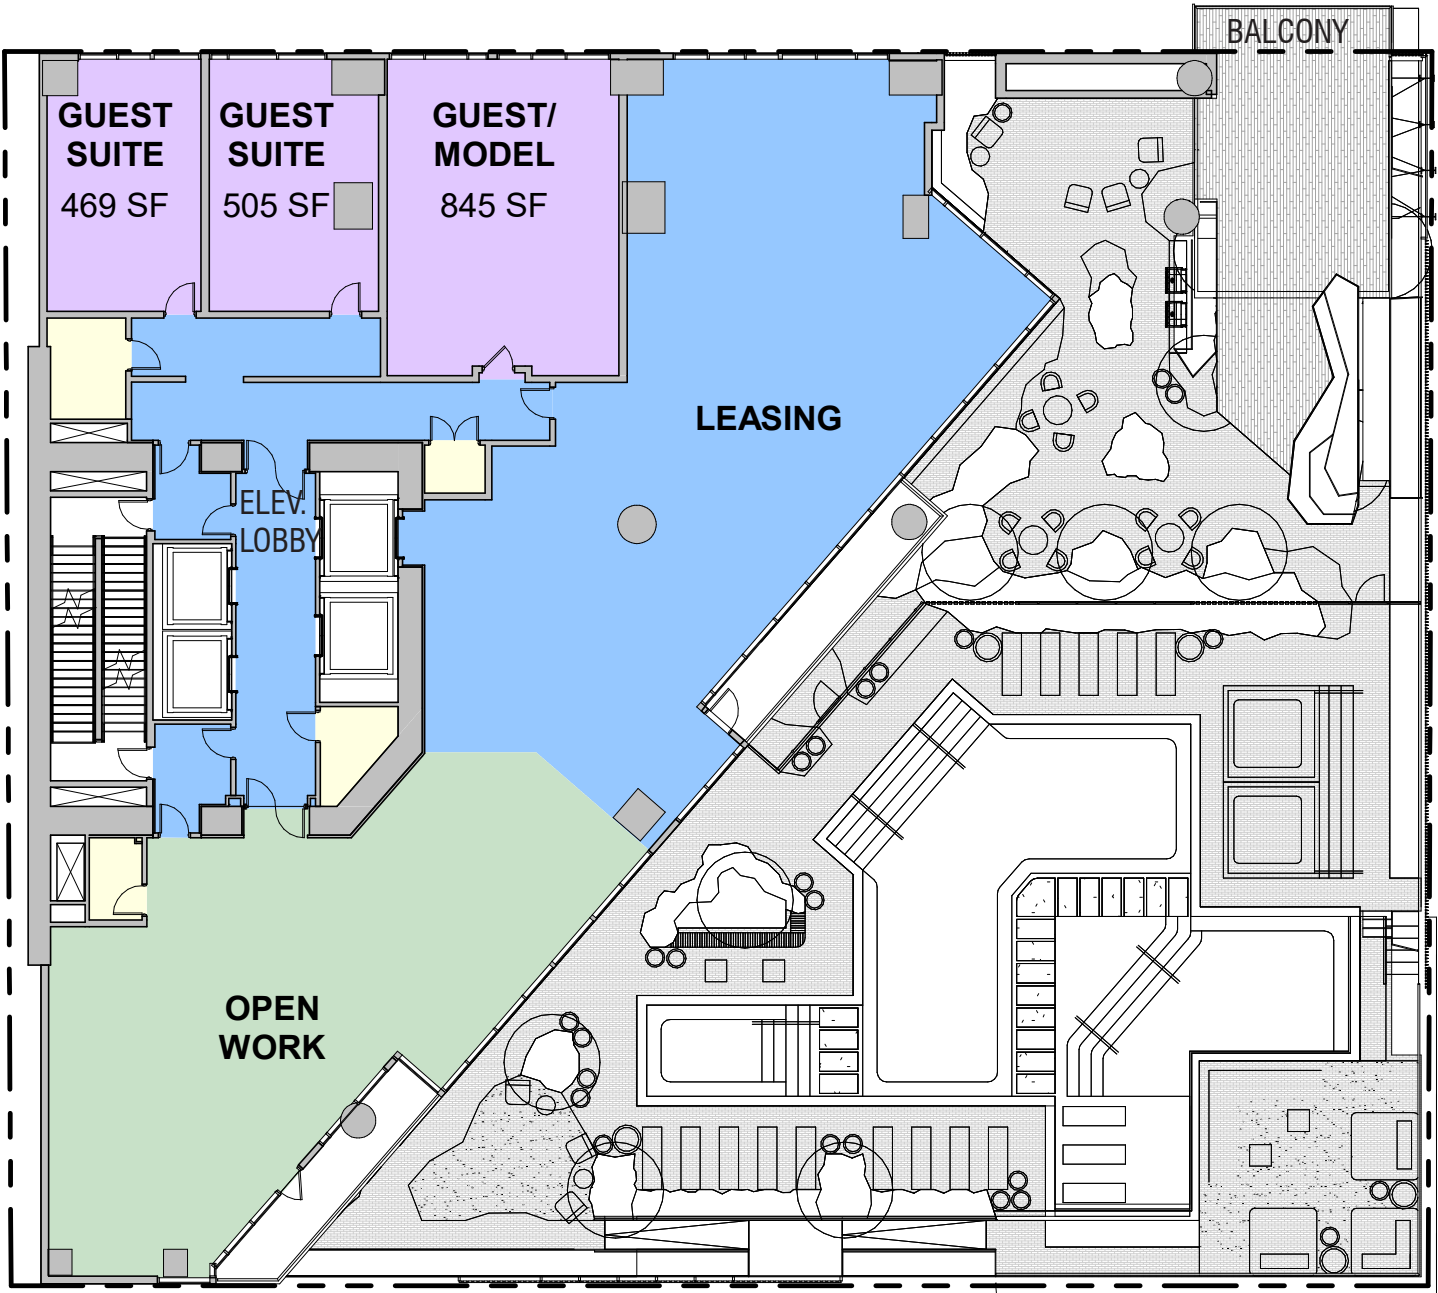 BALCONY
GUEST
SUITE
469 SF
GUEST
SUITE
505 SF
GUEST/
MODEL
845 SF
LEASING
ELEV.
LOBBY
OPEN
WORK